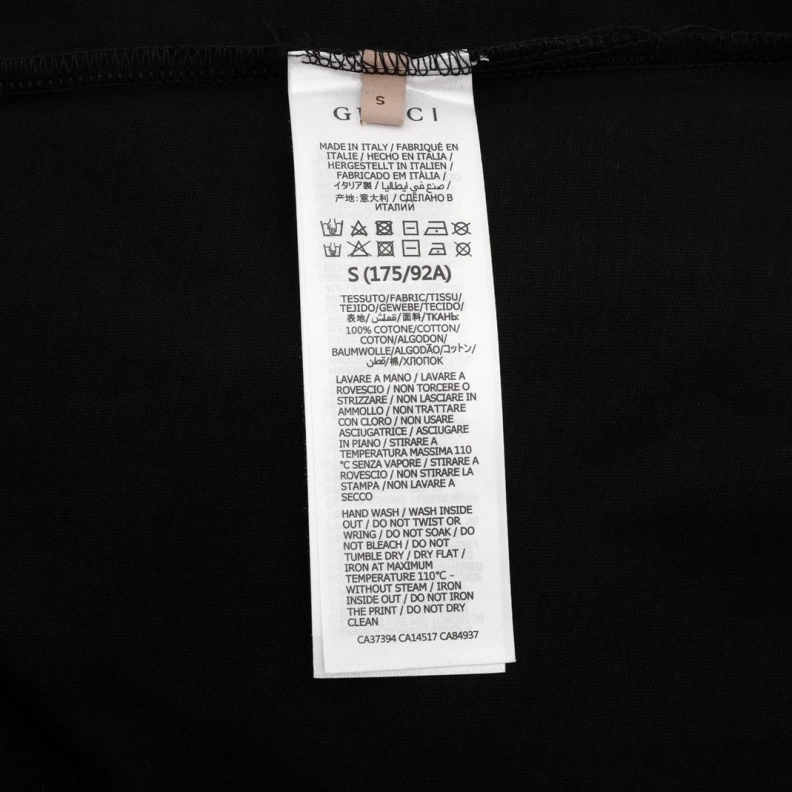 S
GUCCI
MADE IN ITALY / FABRIQUÉ EN
ITALIE / HECHO EN ITALIA /
HERGESTELLT IN ITALIEN /
FABRICADO EM ITÁLIA /
イタリア製 / صنع في ايطاليا /
产地:意大利 / СДЕЛАНО В
ИТАЛИИ
S (175/92A)
TESSUTO/FABRIC/TISSU/
TEJIDO/GEWEBE/TECIDO/
表地/قماش/面料/ТКАНЬ:
100% COTONE/COTTON/
COTON/ALGODON/
BAUMWOLLE/ALGODÃO/コットン/
قطن/棉/ХЛОПОК
LAVARE A MANO / LAVARE A
ROVESCIO / NON TORCERE O
STRIZZARE / NON LASCIARE IN
AMMOLLO / NON TRATTARE
CON CLORO / NON USARE
ASCIUGATRICE / ASCIUGARE
IN PIANO / STIRARE A
TEMPERATURA MASSIMA 110
°C SENZA VAPORE / STIRARE A
ROVESCIO / NON STIRARE LA
STAMPA /NON LAVARE A
SECCO
HAND WASH / WASH INSIDE
OUT / DO NOT TWIST OR
WRING / DO NOT SOAK / DO
NOT BLEACH / DO NOT
TUMBLE DRY / DRY FLAT /
IRON AT MAXIMUM
TEMPERATURE 110°C -
WITHOUT STEAM / IRON
INSIDE OUT / DO NOT IRON
THE PRINT / DO NOT DRY
CLEAN
CA37394 CA14517 CA84937